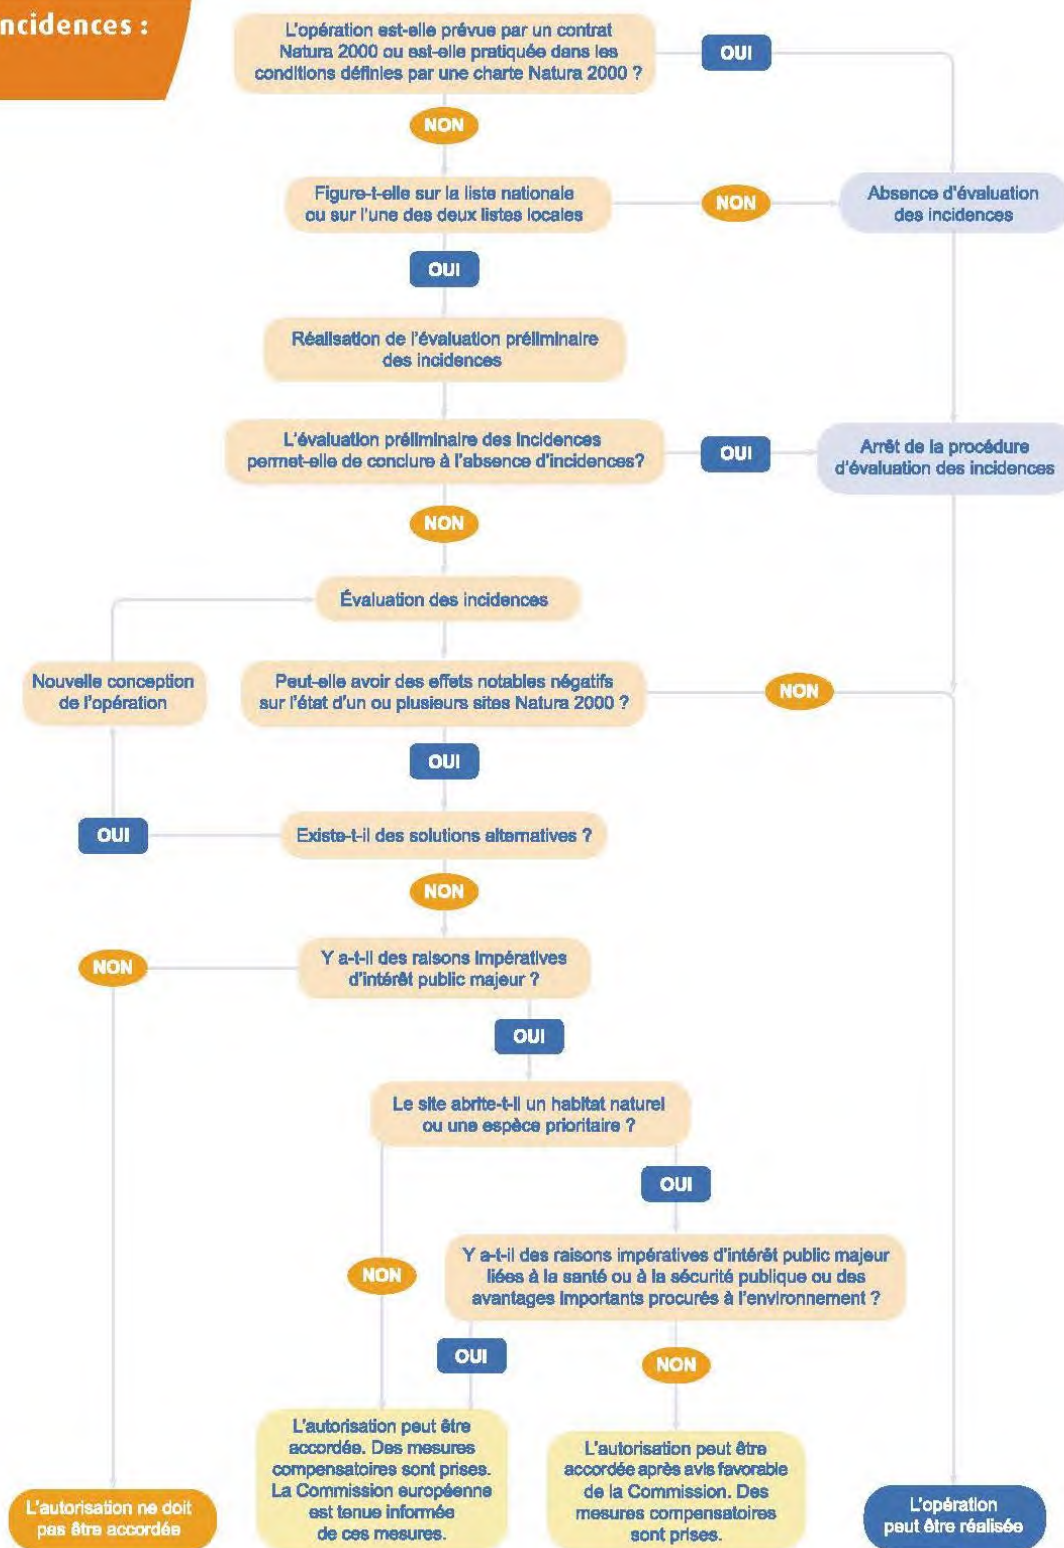 ncidences :
L'opération est-elle prévue par un contrat
Natura 2000 ou est-elle pratiquée dans les
conditions définies par une charte Natura 2000 ?
OUI
NON
Figure-t-elle sur la liste nationale
ou sur l'une des deux listes locales
NON
Absence d'évaluation
des incidences
OUI
Réalisation de l'évaluation préliminaire
des incidences
L'évaluation préliminaire des incidences
permet-elle de conclure à l'absence d'incidences?
OUI
Arrêt de la procédure
d'évaluation des incidences
NON
Évaluation des incidences
Nouvelle conception
de l'opération
Peut-elle avoir des effets notables négatifs
sur l'état d'un ou plusieurs sites Natura 2000 ?
NON
OUI
OUI
Existe-t-il des solutions alternatives ?
NON
NON
Y a-t-il des raisons impératives
d'intérêt public majeur ?
OUI
Le site abrite-t-il un habitat naturel
ou une espèce prioritaire ?
OUI
NON
Y a-t-il des raisons impératives d'intérêt public majeur
liées à la santé ou à la sécurité publique ou des
avantages importants procurés à l'environnement ?
OUI
NON
L'autorisation ne doit
pas être accordée
L'autorisation peut être
accordée. Des mesures
compensatoires sont prises.
La Commission européenne
est tenue informée
de ces mesures.
L'autorisation peut être
accordée après avis favorable
de la Commission. Des
mesures compensatoires
sont prises.
L'opération
peut être réalisée